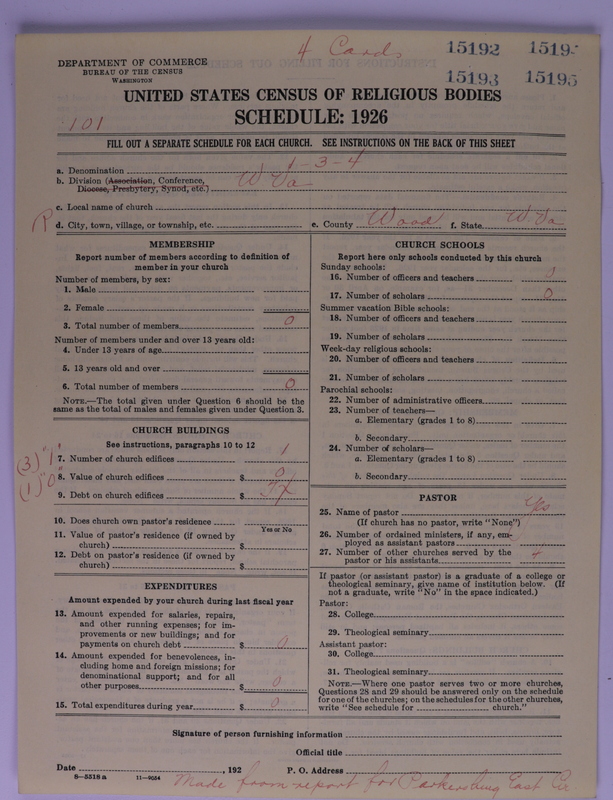 4 Cards
15192 1519
15193 15195
DEPARTMENT OF COMMERCE
BUREAU OF THE CENSUS
WASHINGTON
UNITED STATES CENSUS OF RELIGIOUS BODIES
SCHEDULE: 1926
101
FILL OUT A SEPARATE SCHEDULE FOR EACH CHURCH. SEE INSTRUCTIONS ON THE BACK OF THIS SHEET
a. Denomination 1-3-4
b. Division (Association, Conference, Diocese, Presbytery, Synod, etc.) W Va
c. Local name of church
P d. City, town, village, or township, etc. e. County Wood f. State W. Va
MEMBERSHIP
Report number of members according to definition of
member in your church
Number of members, by sex:
1. Male
2. Female
3. Total number of members 0
Number of members under and over 13 years old:
4. Under 13 years of age
5. 13 years old and over
6. Total number of members 0
NOTE.—The total given under Question 6 should be the
same as the total of males and females given under Question 3.
CHURCH BUILDINGS
See instructions, paragraphs 10 to 12
(3) "1" 7. Number of church edifices 1
(1) "0" 8. Value of church edifices $ 0
9. Debt on church edifices $
10. Does church own pastor's residence
Yes or No
11. Value of pastor's residence (if owned by
church) $
12. Debt on pastor's residence (if owned by
church) $
EXPENDITURES
Amount expended by your church during last fiscal year
13. Amount expended for salaries, repairs,
and other running expenses; for im-
provements or new buildings; and for
payments on church debt $ 0
14. Amount expended for benevolences, in-
cluding home and foreign missions; for
denominational support; and for all
other purposes $ 0
15. Total expenditures during year $ 0
CHURCH SCHOOLS
Report here only schools conducted by this church
Sunday schools:
16. Number of officers and teachers 0
17. Number of scholars 0
Summer vacation Bible schools:
18. Number of officers and teachers
19. Number of scholars
Week-day religious schools:
20. Number of officers and teachers
21. Number of scholars
Parochial schools:
22. Number of administrative officers
23. Number of teachers—
a. Elementary (grades 1 to 8)
b. Secondary
24. Number of scholars—
a. Elementary (grades 1 to 8)
b. Secondary
PASTOR
25. Name of pastor Yes
(If church has no pastor, write "None")
26. Number of ordained ministers, if any, em-
ployed as assistant pastors
27. Number of other churches served by the
pastor or his assistants 4
If pastor (or assistant pastor) is a graduate of a college or
theological seminary, give name of institution below. (If
not a graduate, write "No" in the space indicated.)
Pastor:
28. College
29. Theological seminary
Assistant pastor:
30. College
31. Theological seminary
NOTE.—Where one pastor serves two or more churches,
Questions 28 and 29 should be answered only on the schedule
for one of the churches; on the schedules for the other churches,
write "See schedule for church."
Signature of person furnishing information
Official title
Date , 192 P. O. Address
8—5518 a 11—9034
Made from report for Parkersburg East Cir